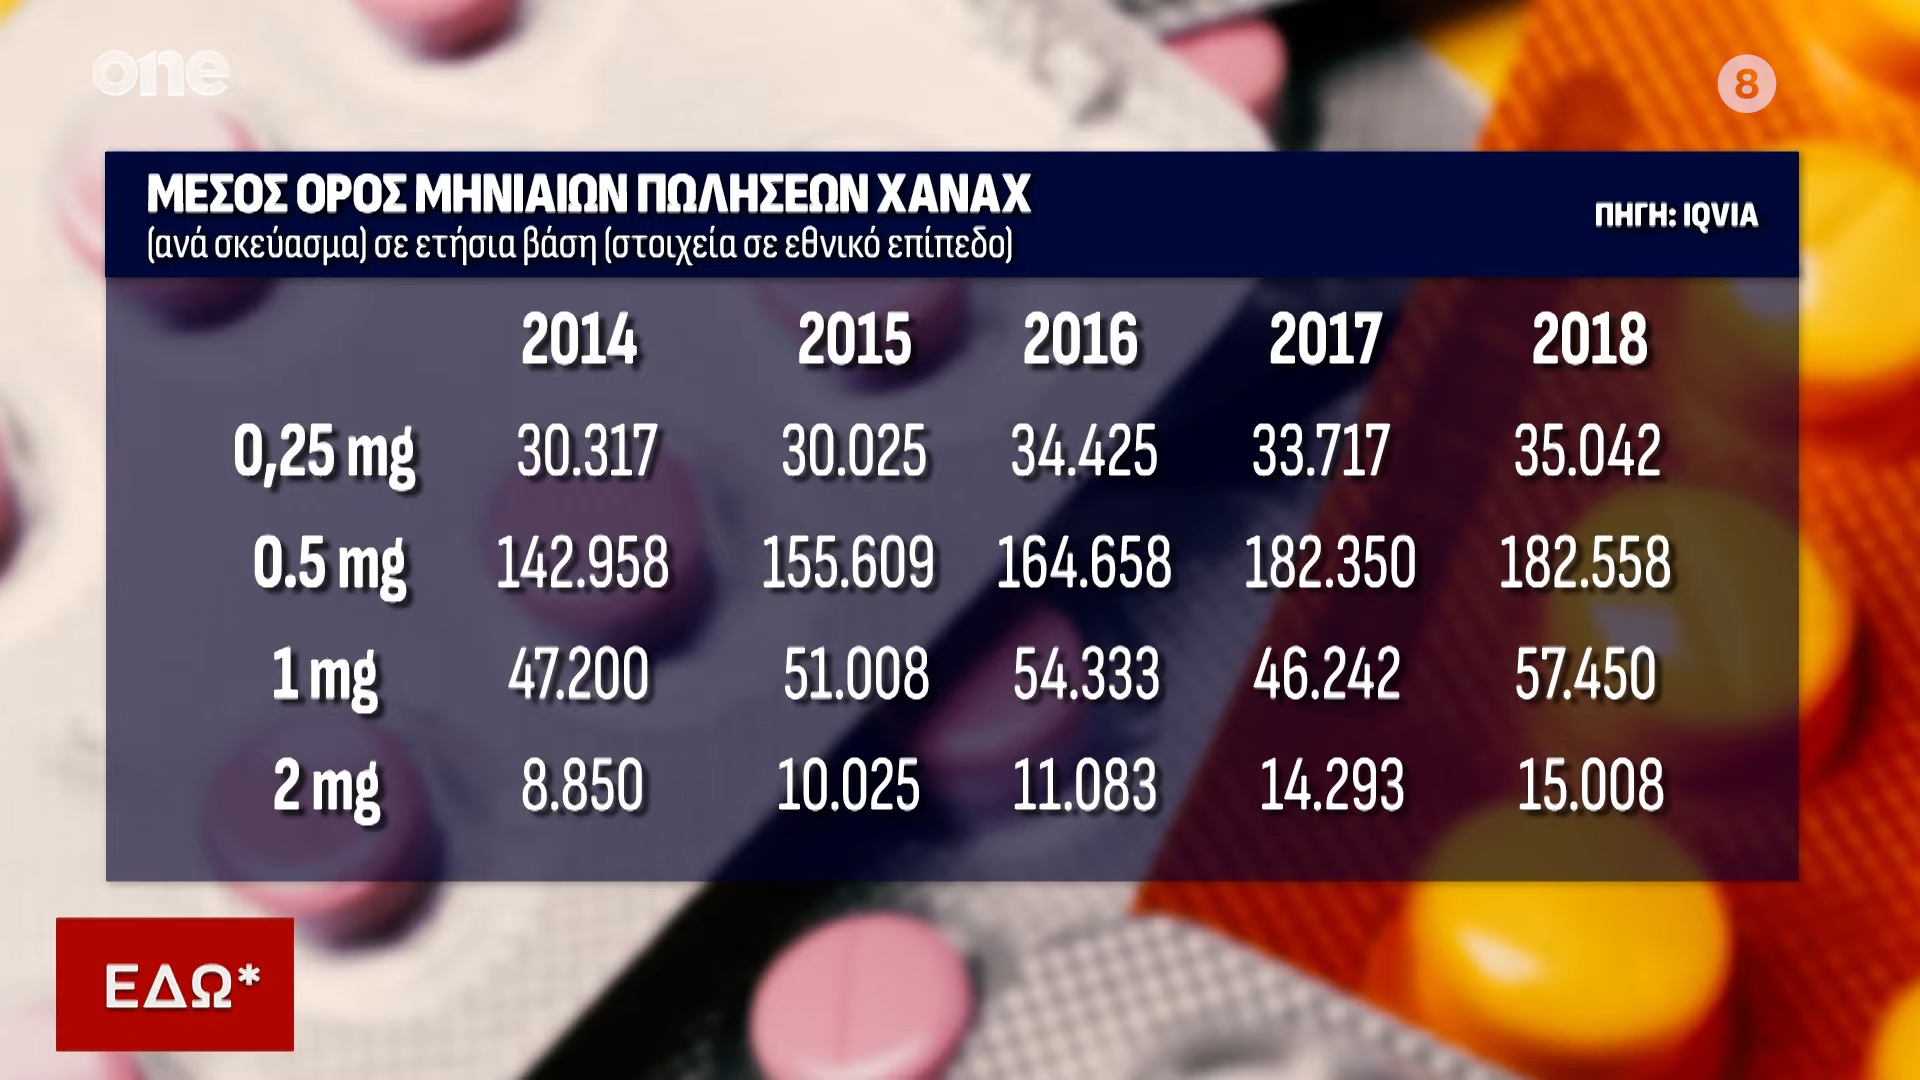 one
8
ΜΕΣΟΣ ΟΡΟΣ ΜΗΝΙΑΙΩΝ ΠΩΛΗΣΕΩΝ ΧΑΝΑΧ
(ανά σκεύασμα) σε ετήσια βάση (στοιχεία σε εθνικό επίπεδο)
ΠΗΓΗ: IQVIA
2014 2015 2016 2017 2018
0,25 mg 30.317 30.025 34.425 33.717 35.042
0.5 mg 142.958 155.609 164.658 182.350 182.558
1 mg 47.200 51.008 54.333 46.242 57.450
2 mg 8.850 10.025 11.083 14.293 15.008
ΕΔΩ*